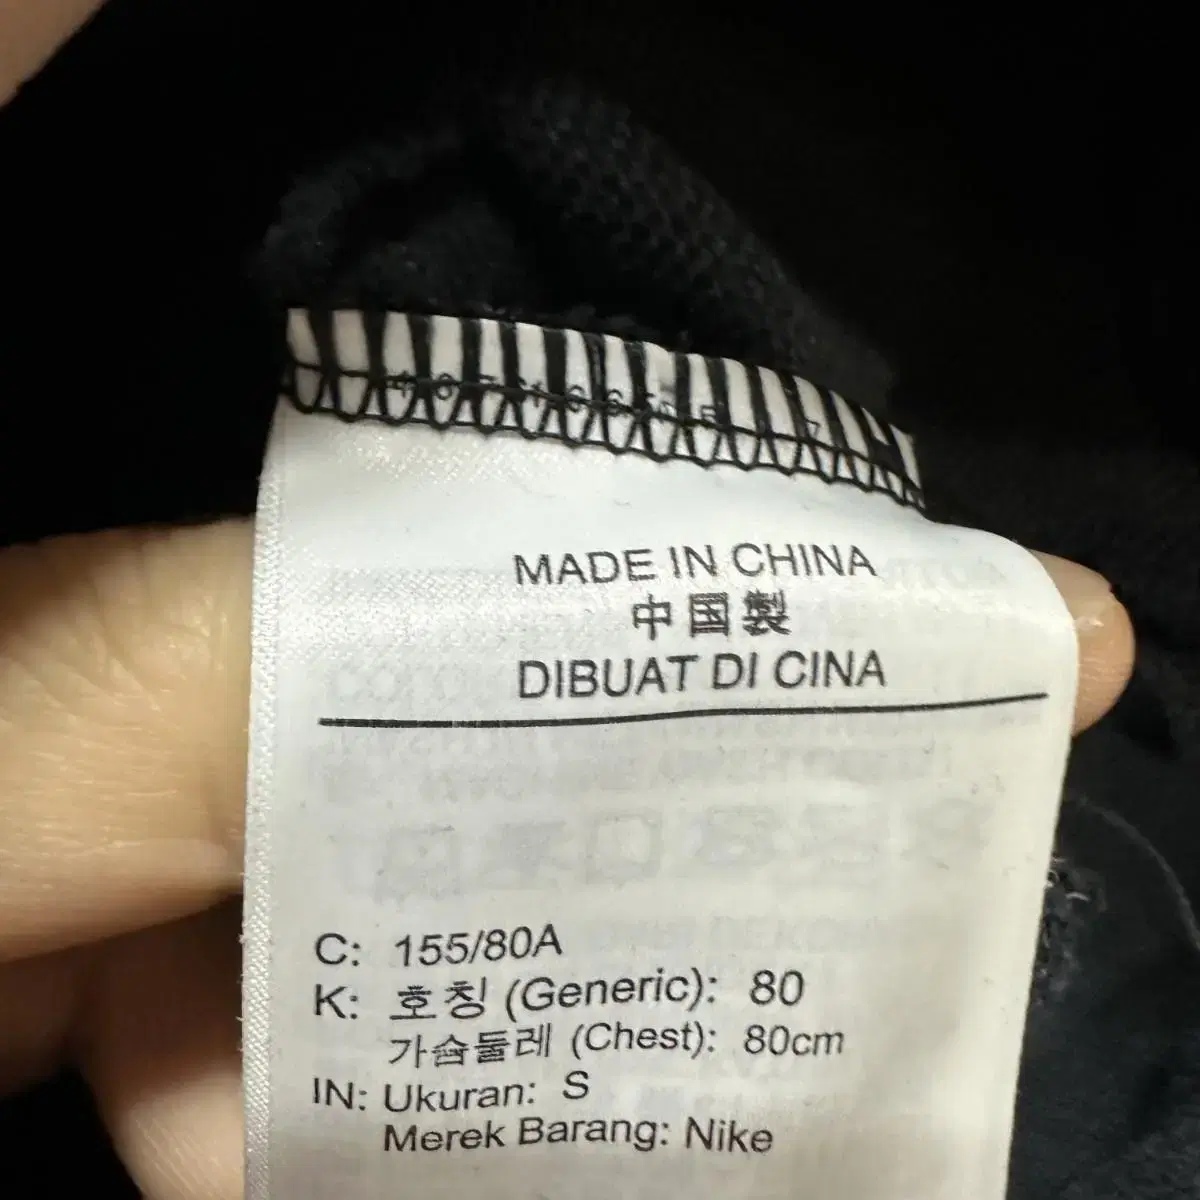 MADE IN CHINA
中国製
DIBUAT DI CINA
C: 155/80A
K: 호칭 (Generic): 80
가슴둘레 (Chest): 80cm
IN: Ukuran: S
Merek Barang: Nike